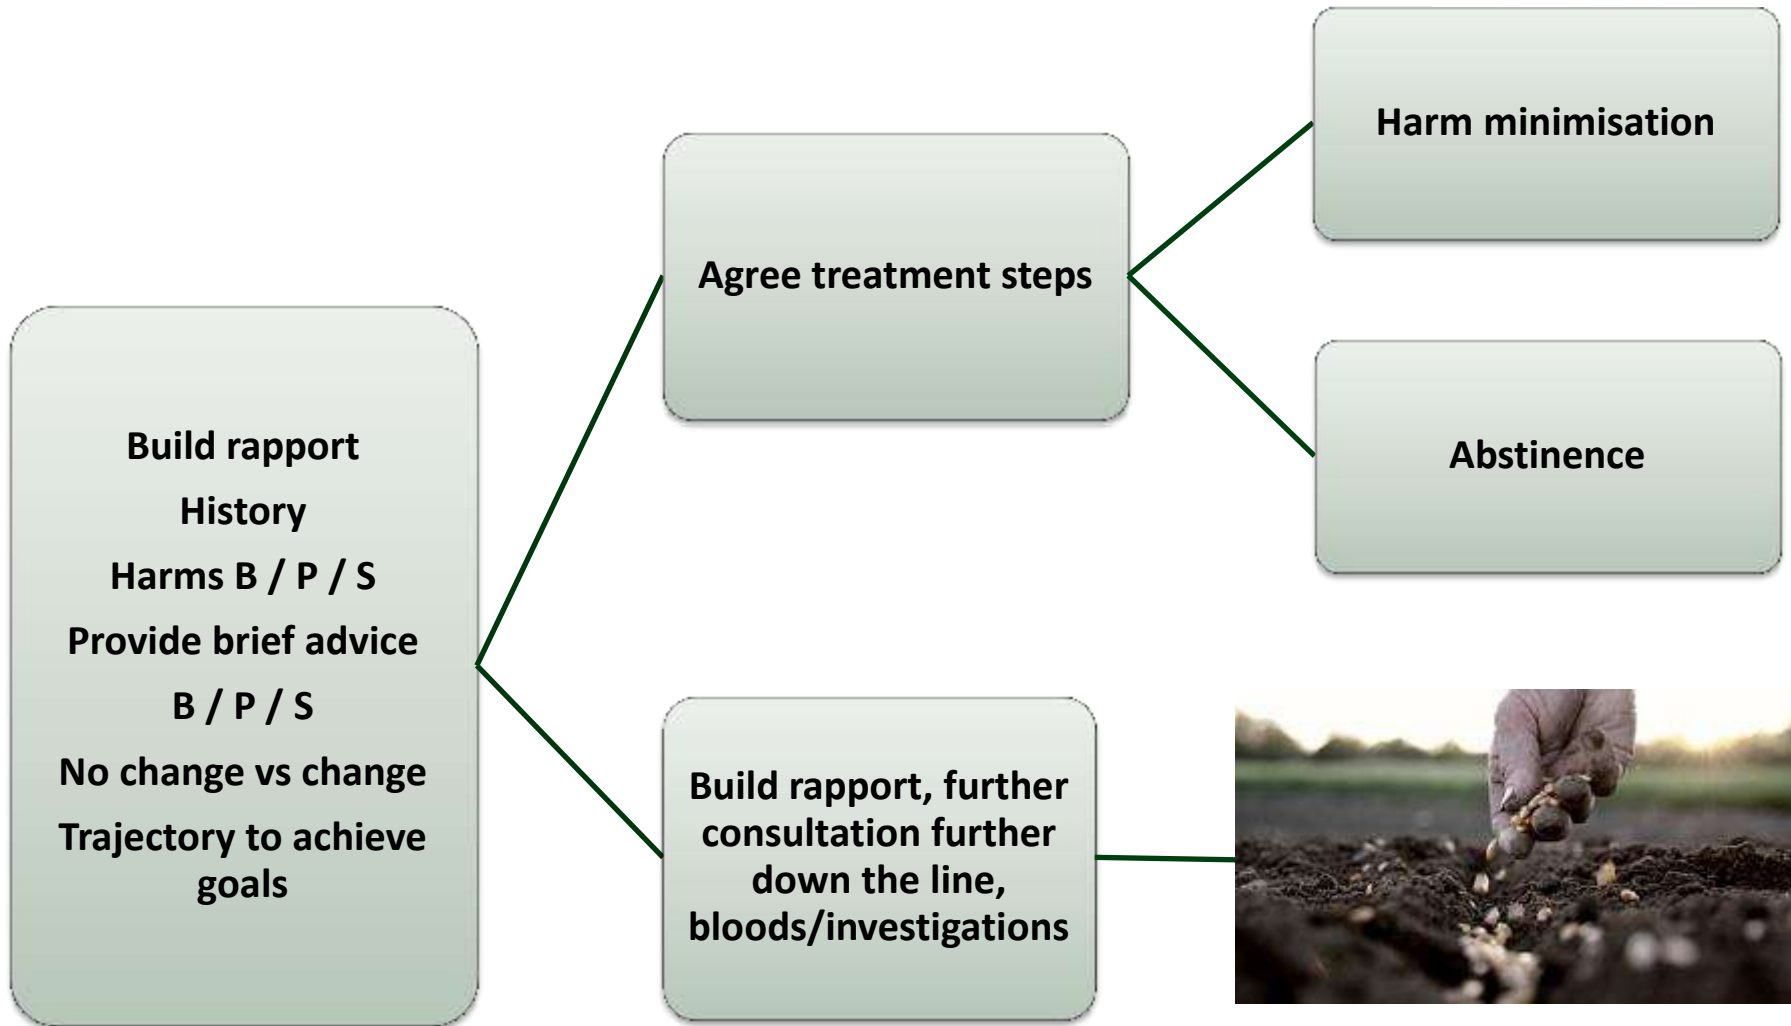 Build rapport
History
Harms B / P / S
Provide brief advice
B / P / S
No change vs change
Trajectory to achieve
goals
Agree treatment steps
Harm minimisation
Abstinence
Build rapport, further
consultation further
down the line,
bloods/investigations